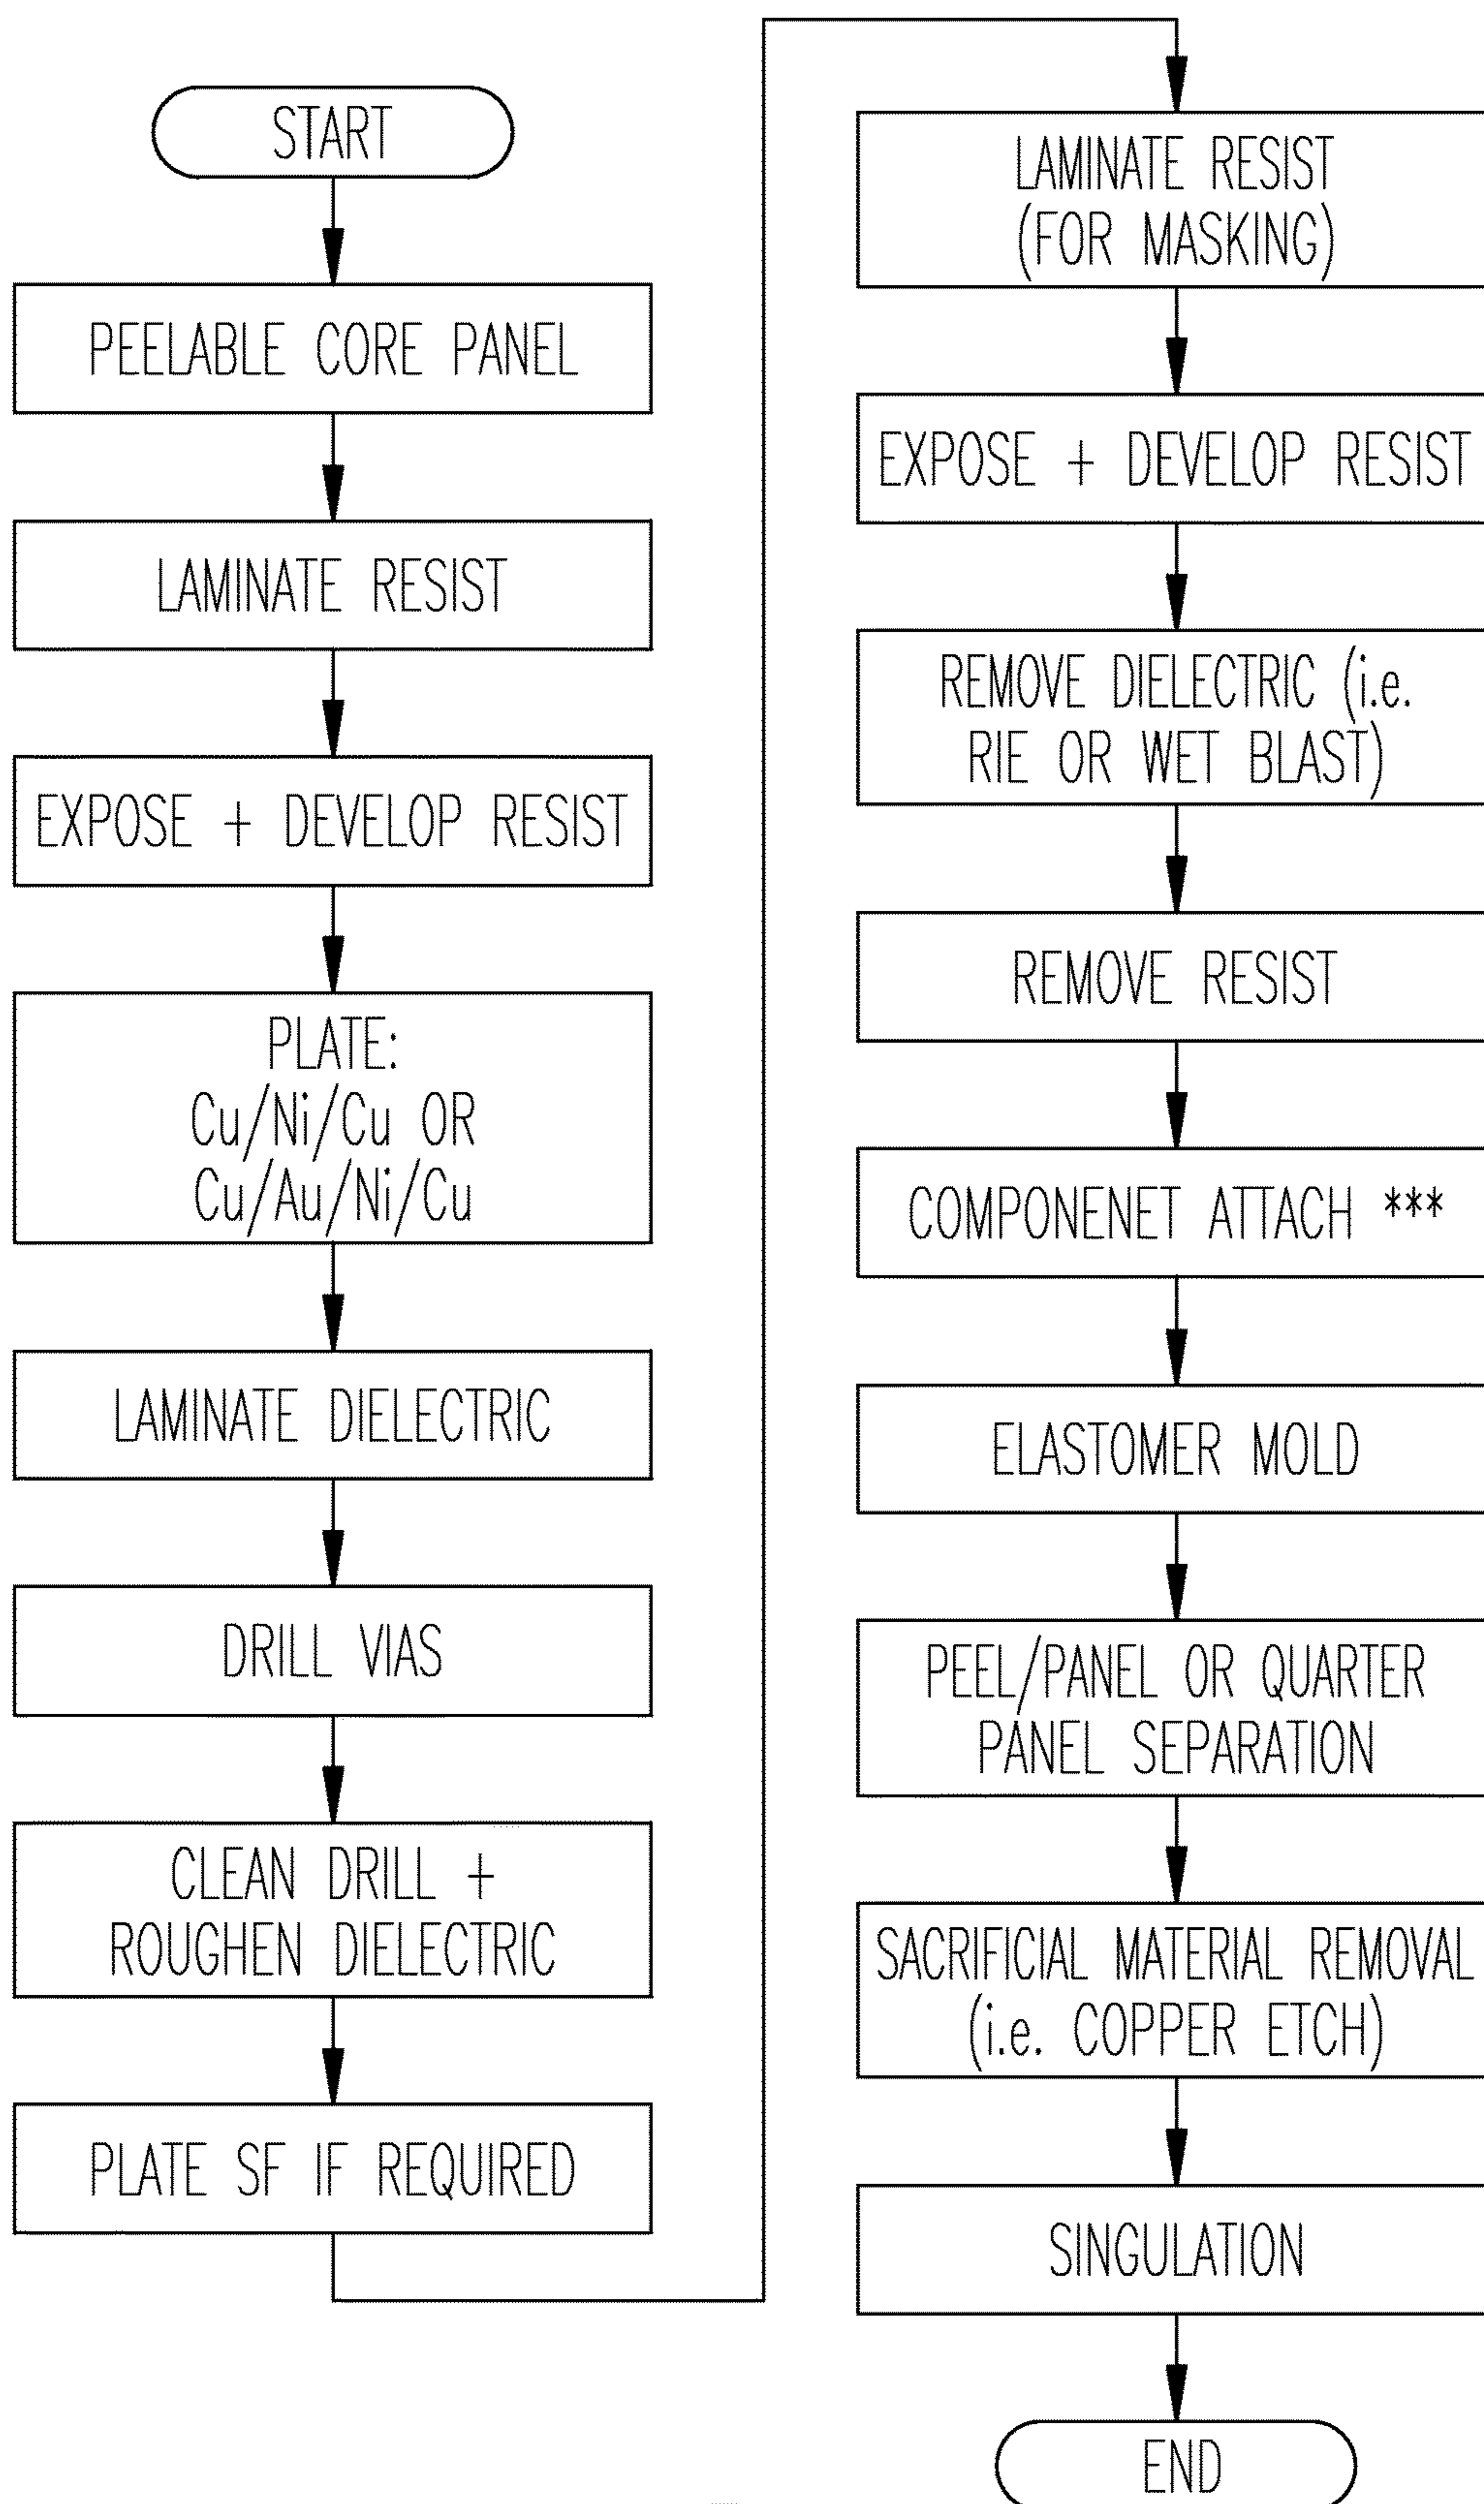 START
PEELABLE CORE PANEL
LAMINATE RESIST
EXPOSE + DEVELOP RESIST
PLATE:
Cu/Ni/Cu OR
Cu/Au/Ni/Cu
LAMINATE DIELECTRIC
DRILL VIAS
CLEAN DRILL +
ROUGHEN DIELECTRIC
PLATE SF IF REQUIRED
LAMINATE RESIST
(FOR MASKING)
EXPOSE + DEVELOP RESIST
REMOVE DIELECTRIC (i.e.
RIE OR WET BLAST)
REMOVE RESIST
COMPONENET ATTACH ***
ELASTOMER MOLD
PEEL/PANEL OR QUARTER
PANEL SEPARATION
SACRIFICIAL MATERIAL REMOVAL
(i.e. COPPER ETCH)
SINGULATION
END